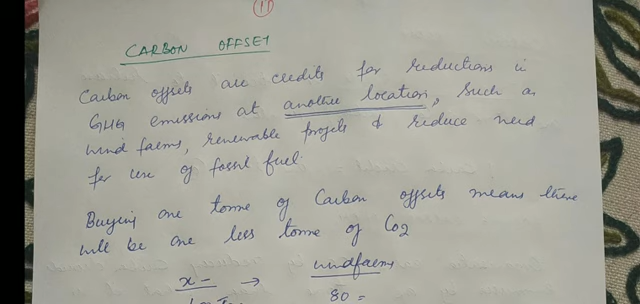 11
CARBON OFFSET
Carbon offsets are credits for reductions in
GHG emissions at another location, such as
wind farms, renewable projets & reduce need
for use of fossil fuel.
Buying one tonne of Carbon offsets means there
will be one less tonne of CO2
x - → windfarms
80 =